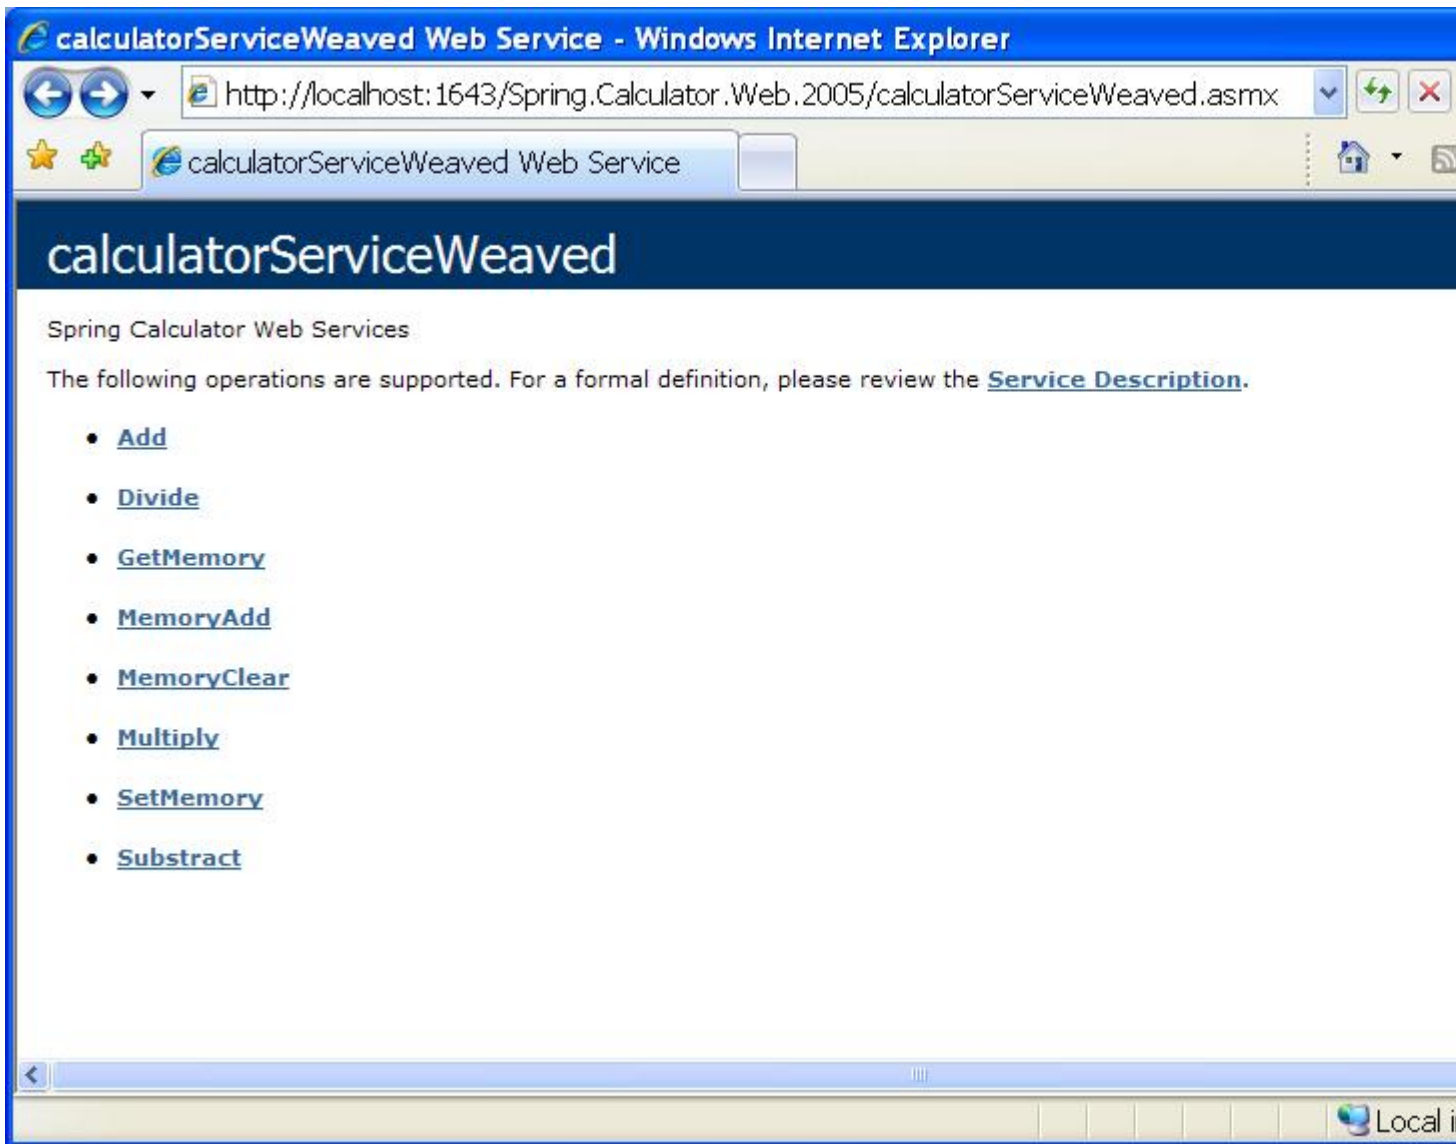 calculatorServiceWeaved Web Service - Windows Internet Explorer
http://localhost:1643/Spring.Calculator.Web.2005/calculatorServiceWeaved.asmx
calculatorServiceWeaved Web Service
calculatorServiceWeaved
Spring Calculator Web Services
The following operations are supported. For a formal definition, please review the Service Description.
• Add
• Divide
• GetMemory
• MemoryAdd
• MemoryClear
• Multiply
• SetMemory
• Substract
Local